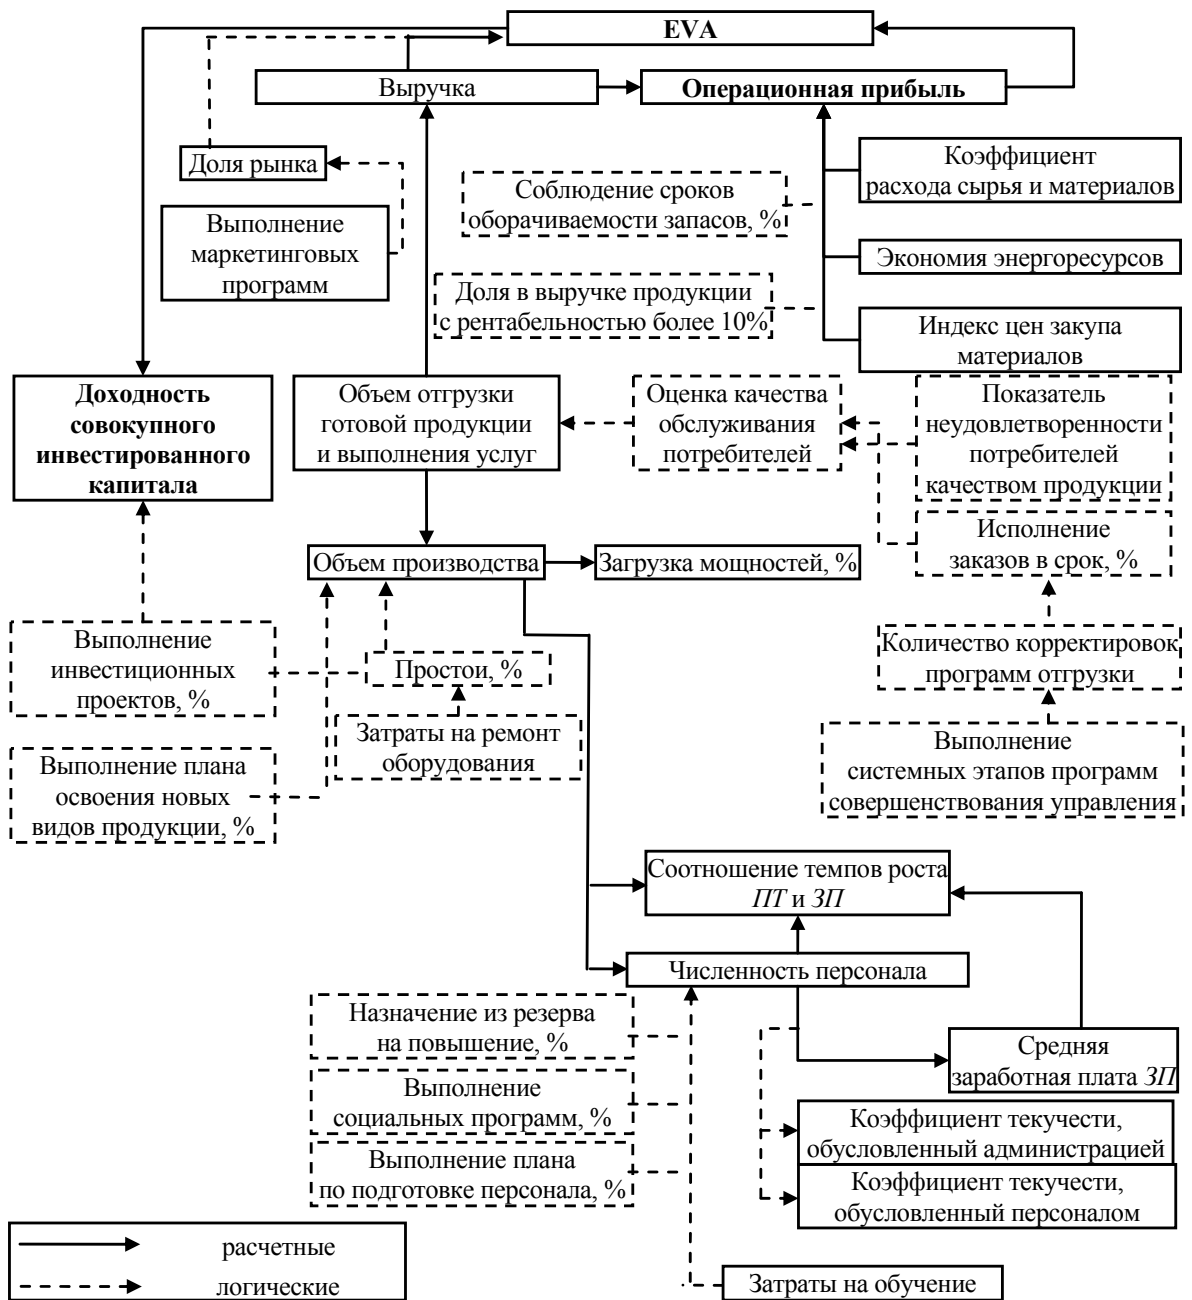 EVA
Выручка
Операционная прибыль
Доля рынка
Выполнение
маркетинговых
программ
Соблюдение сроков
оборачиваемости запасов, %
Доля в выручке продукции
с рентабельностью более 10%
Коэффициент
расхода сырья и материалов
Экономия энергоресурсов
Индекс цен закупа
материалов
Доходность
совокупного
инвестированного
капитала
Объем отгрузки
готовой продукции
и выполнения услуг
Оценка качества
обслуживания
потребителей
Показатель
неудовлетворенности
потребителей
качеством продукции
Исполнение
заказов в срок, %
Объем производства
Загрузка мощностей, %
Выполнение
инвестиционных
проектов, %
Простои, %
Количество корректировок
программ отгрузки
Затраты на ремонт
оборудования
Выполнение плана
освоения новых
видов продукции, %
Выполнение
системных этапов программ
совершенствования управления
Соотношение темпов роста
ПТ и ЗП
Численность персонала
Назначение из резерва
на повышение, %
Средняя
заработная плата ЗП
Выполнение
социальных программ, %
Коэффициент текучести,
обусловленный администрацией
Выполнение плана
по подготовке персонала, %
Коэффициент текучести,
обусловленный персоналом
расчетные
логические
Затраты на обучение